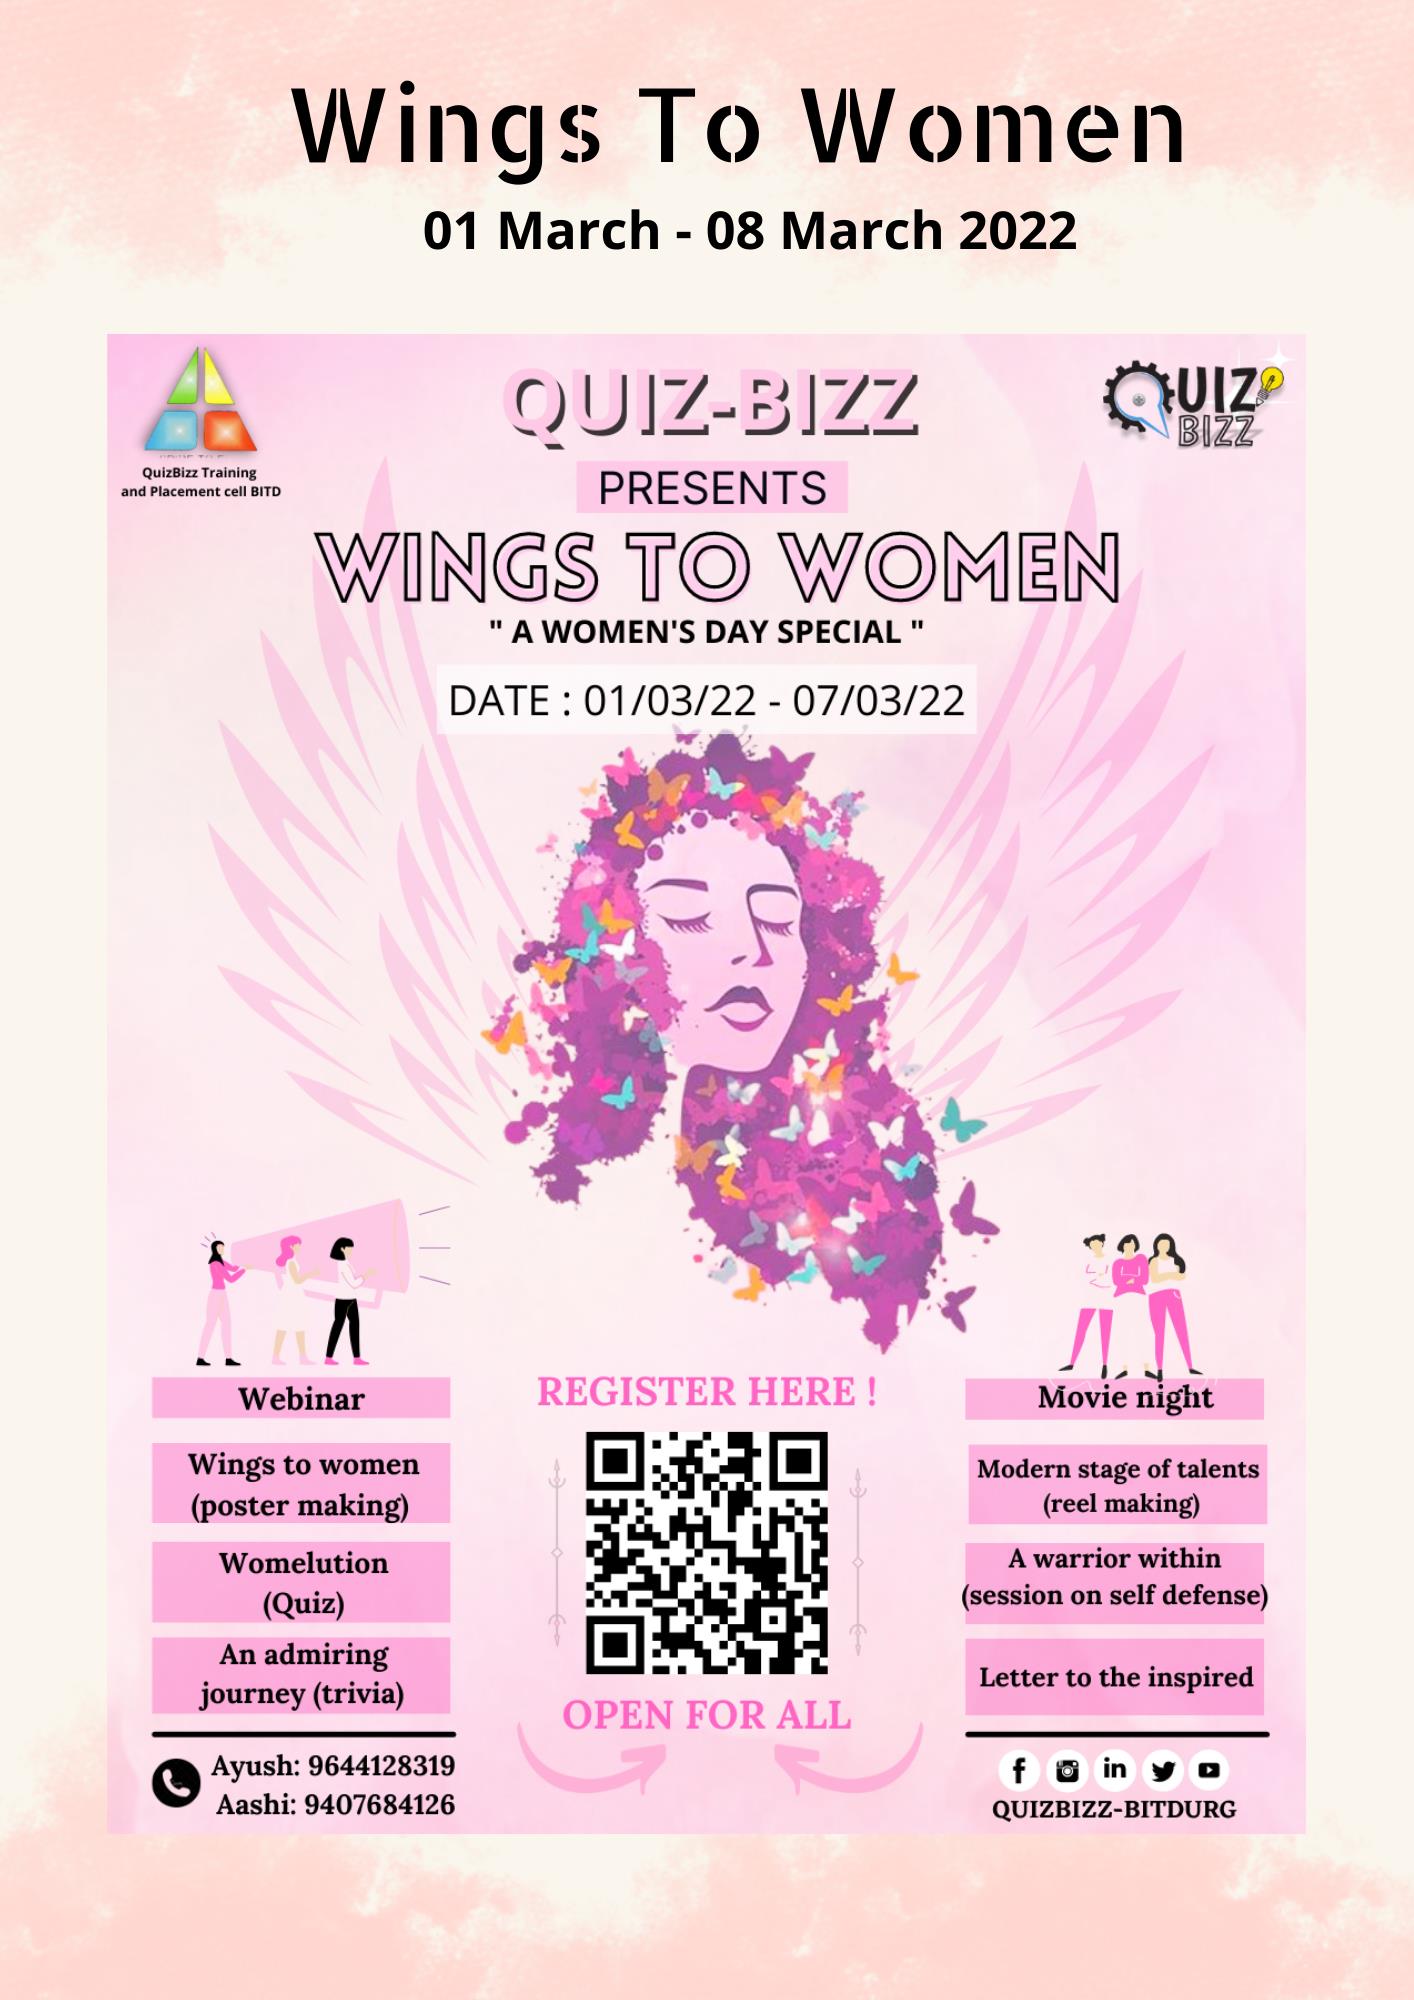 Wings To Women
01 March - 08 March 2022
QuizBizz Training
and Placement cell BITD
QUIZ-BIZZ
QUIZ
BIZZ
PRESENTS
WINGS TO WOMEN
" A WOMEN'S DAY SPECIAL "
DATE : 01/03/22 - 07/03/22
Webinar
Wings to women
(poster making)
Womelution
(Quiz)
An admiring
journey (trivia)
Ayush: 9644128319
Aashi: 9407684126
REGISTER HERE !
OPEN FOR ALL
Movie night
Modern stage of talents
(reel making)
A warrior within
(session on self defense)
Letter to the inspired
QUIZBIZZ-BITDURG